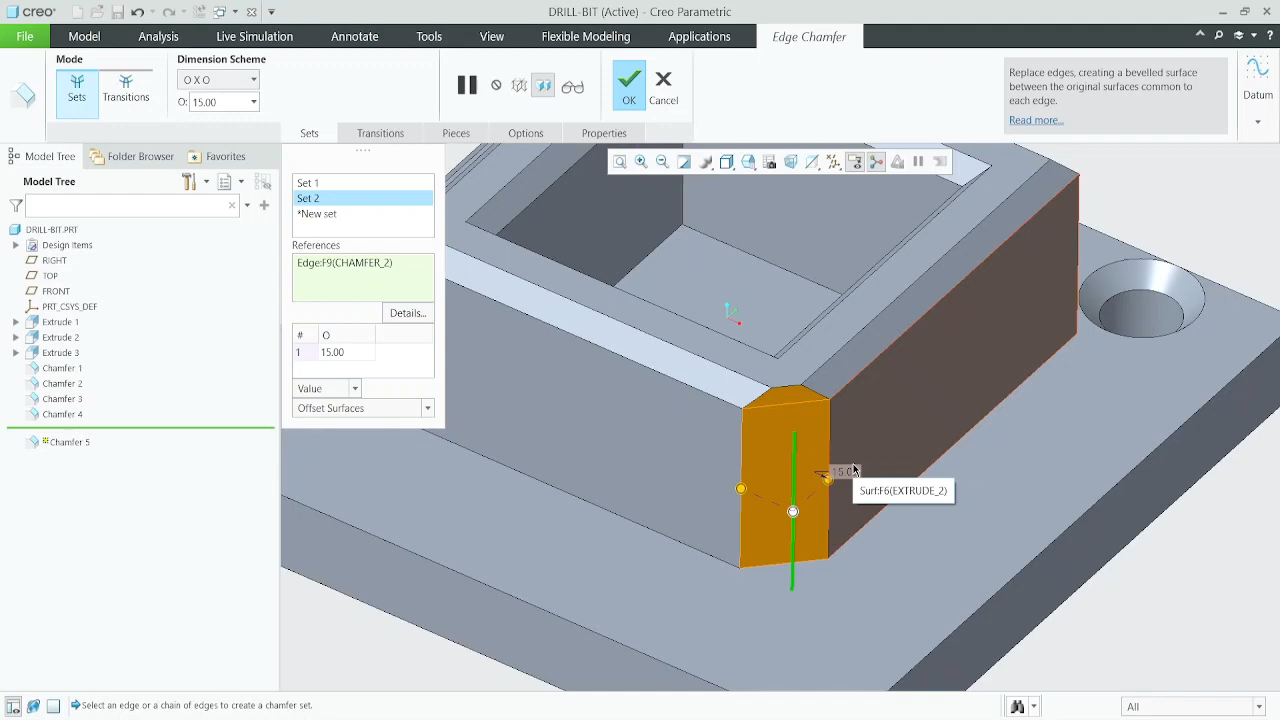 creo®
DRILL-BIT (Active) - Creo Parametric
File
Model
Analysis
Live Simulation
Annotate
Tools
View
Flexible Modeling
Applications
Edge Chamfer
Mode
Sets
Transitions
Dimension Scheme
O X O
O: 15.00
OK
Cancel
Replace edges, creating a bevelled surface
between the original surfaces common to
each edge.
Read more...
Datum
Sets
Transitions
Pieces
Options
Properties
Model Tree
Folder Browser
Favorites
Model Tree
DRILL-BIT.PRT
Design Items
RIGHT
TOP
FRONT
PRT_CSYS_DEF
Extrude 1
Extrude 2
Extrude 3
Chamfer 1
Chamfer 2
Chamfer 3
Chamfer 4
Chamfer 5
Set 1
Set 2
*New set
References
Edge:F9(CHAMFER_2)
Details...
# O
1 15.00
Value
Offset Surfaces
Surf:F6(EXTRUDE_2)
Select an edge or a chain of edges to create a chamfer set.
All